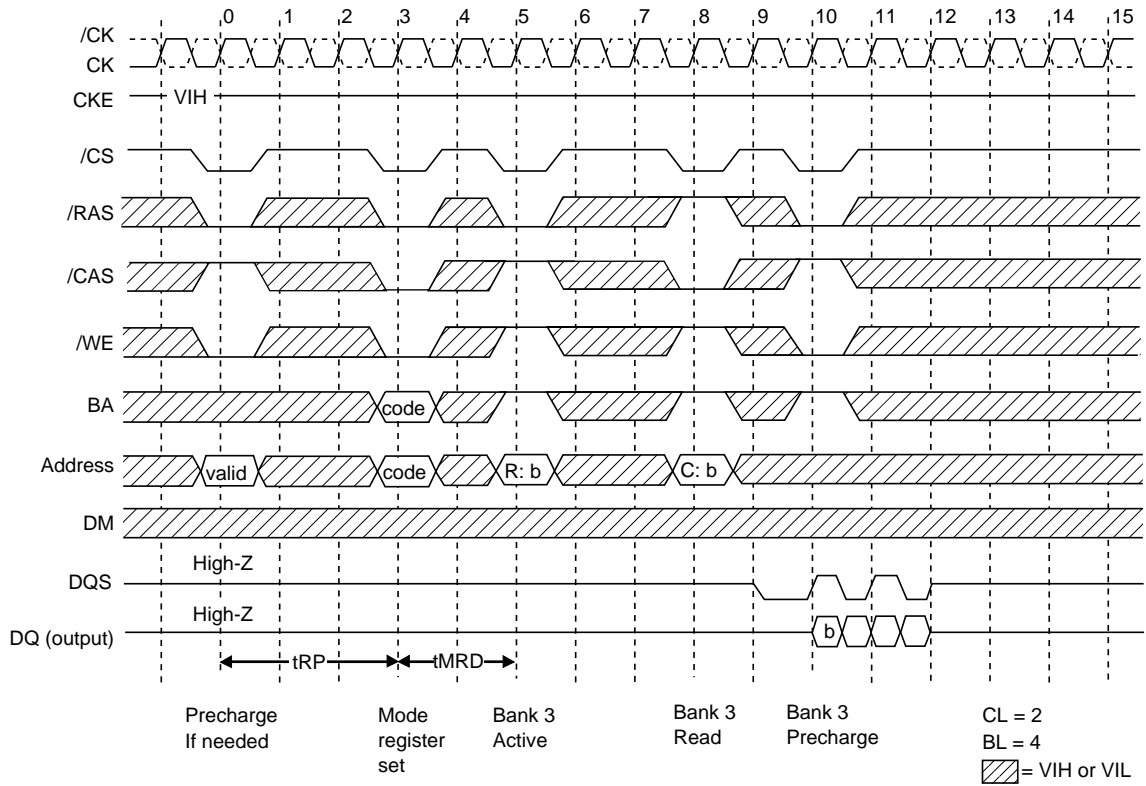 0 1 2 3 4 5 6 7 8 9 10 11 12 13 14 15
/CK
CK
CKE VIH
/CS
/RAS
/CAS
/WE
BA code
Address valid code R: b C: b
DM
High-Z
DQS
High-Z
DQ (output) b
tRP tMRD
Precharge If needed
Mode register set
Bank 3 Active
Bank 3 Read
Bank 3 Precharge
CL = 2
BL = 4
= VIH or VIL